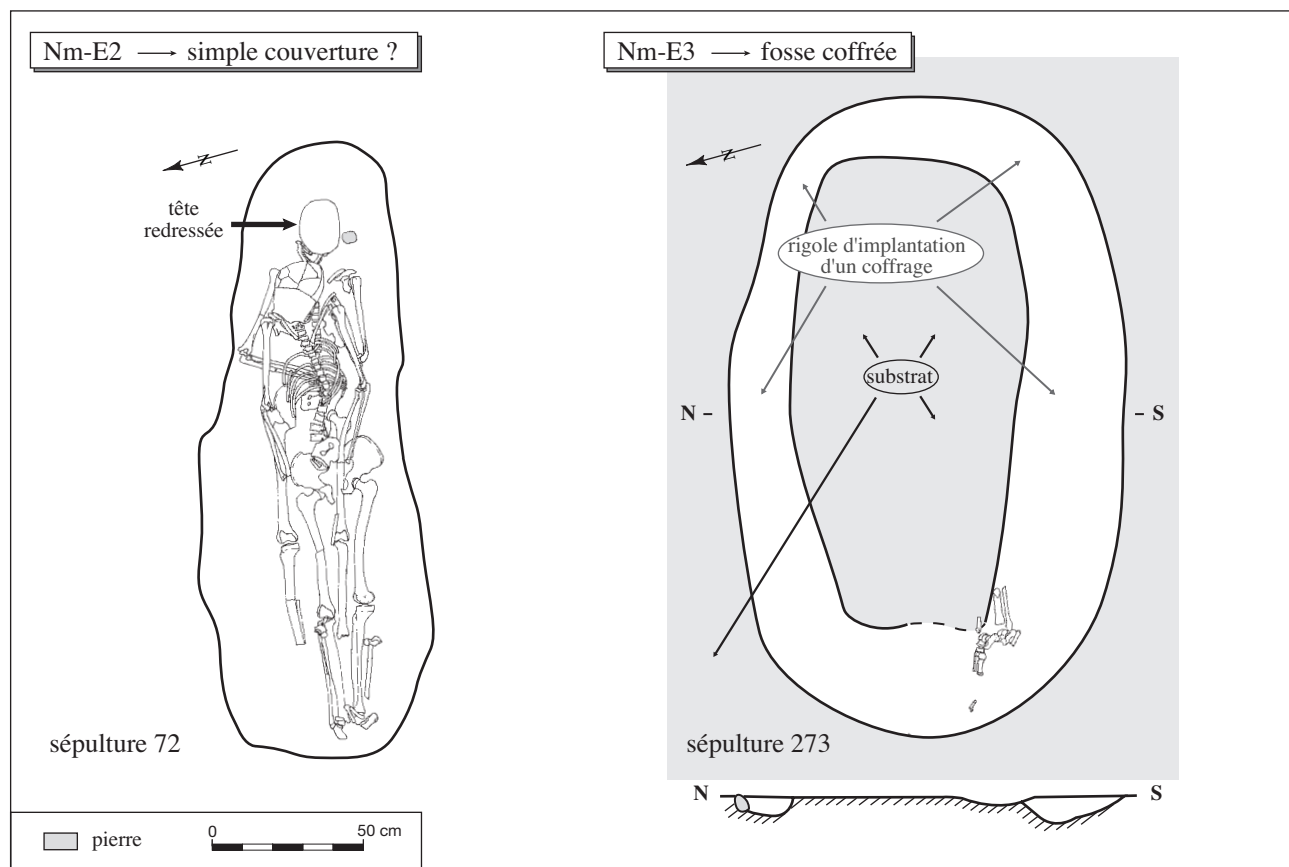 Nm-E2 → simple couverture ?
Nm-E3 → fosse coffrée
N
N
tête
redressée
rigole d'implantation
d'un coffrage
substrat
N –
– S
sépulture 72
sépulture 273
N
S
pierre
0
50 cm